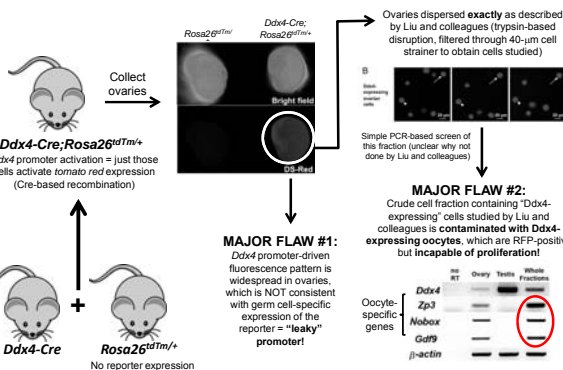 Rosa26tdTm/
Ddx4-Cre;
Rosa26tdTm/+
Collect
ovaries
Bright field
DS-Red
Ddx4-Cre;Rosa26tdTm/+
promoter activation = just those
activate tomato red expression
(Cre-based recombination)
Ddx4-Cre
+
Rosa26tdTm/+
No reporter expression
MAJOR FLAW #1:
Ddx4 promoter-driven
fluorescence pattern is
widespread in ovaries,
which is NOT consistent
with germ cell-specific
expression of the
reporter = “leaky”
promoter!
Ovaries dispersed exactly as described
by Liu and colleagues (trypsin-based
disruption, filtered through 40-μm cell
strainer to obtain cells studied)
B
Ddx4-
expressing
ovarian
cells
Simple PCR-based screen of
this fraction (unclear why not
done by Liu and colleagues)
MAJOR FLAW #2:
Crude cell fraction containing “Ddx4-
expressing” cells studied by Liu and
colleagues is contaminated with Ddx4-
expressing oocytes, which are RFP-positive
but incapable of proliferation!
no
RT
Ovary
Testis
Whole
Fractions
Oocyte-
specific
genes
Ddx4
Zp3
Nobox
Gdf9
β-actin